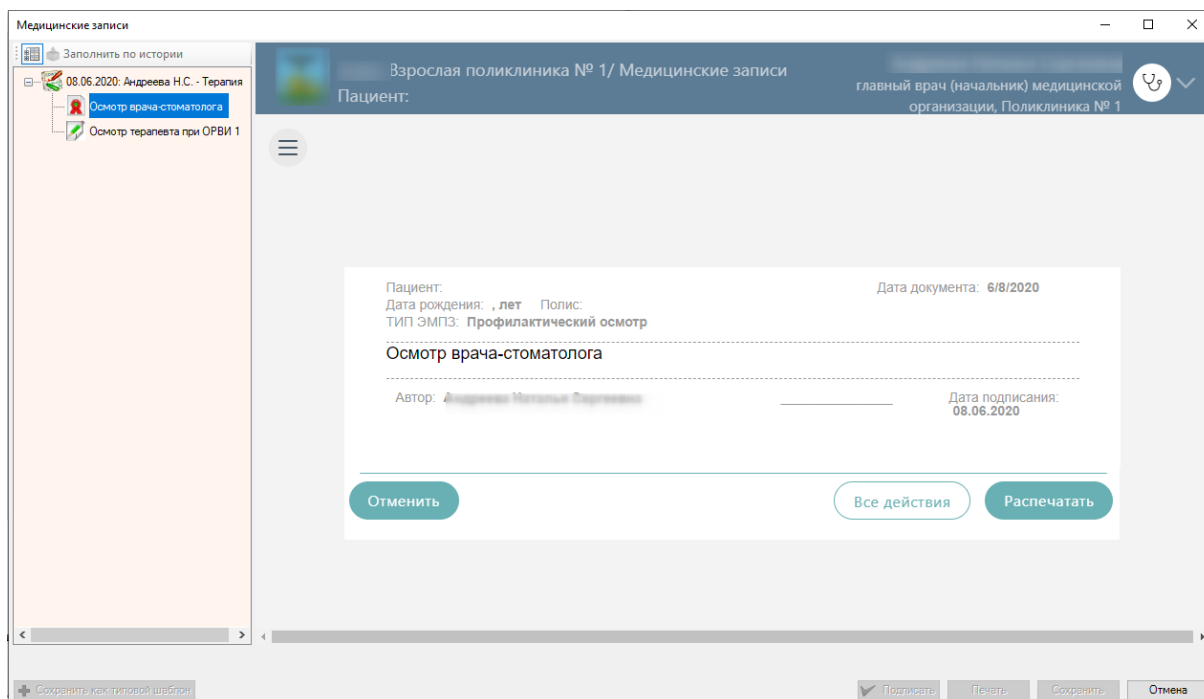 Медицинские записи
Заполнить по истории
08.06.2020: Андреева Н.С. - Терапия
Осмотр врача-стоматолога
Осмотр терапевта при ОРВИ 1
Взрослая поликлиника № 1/ Медицинские записи
Пациент:
главный врач (начальник) медицинской
организации, Поликлиника № 1
Пациент:
Дата документа: 6/8/2020
Дата рождения: , лет Полис:
ТИП ЭМПЗ: Профилактический осмотр
Осмотр врача-стоматолога
Автор:
Дата подписания:
08.06.2020
Отменить
Все действия
Распечатать
Сохранить как типовой шаблон
Подписать
Печать
Сохранить
Отмена